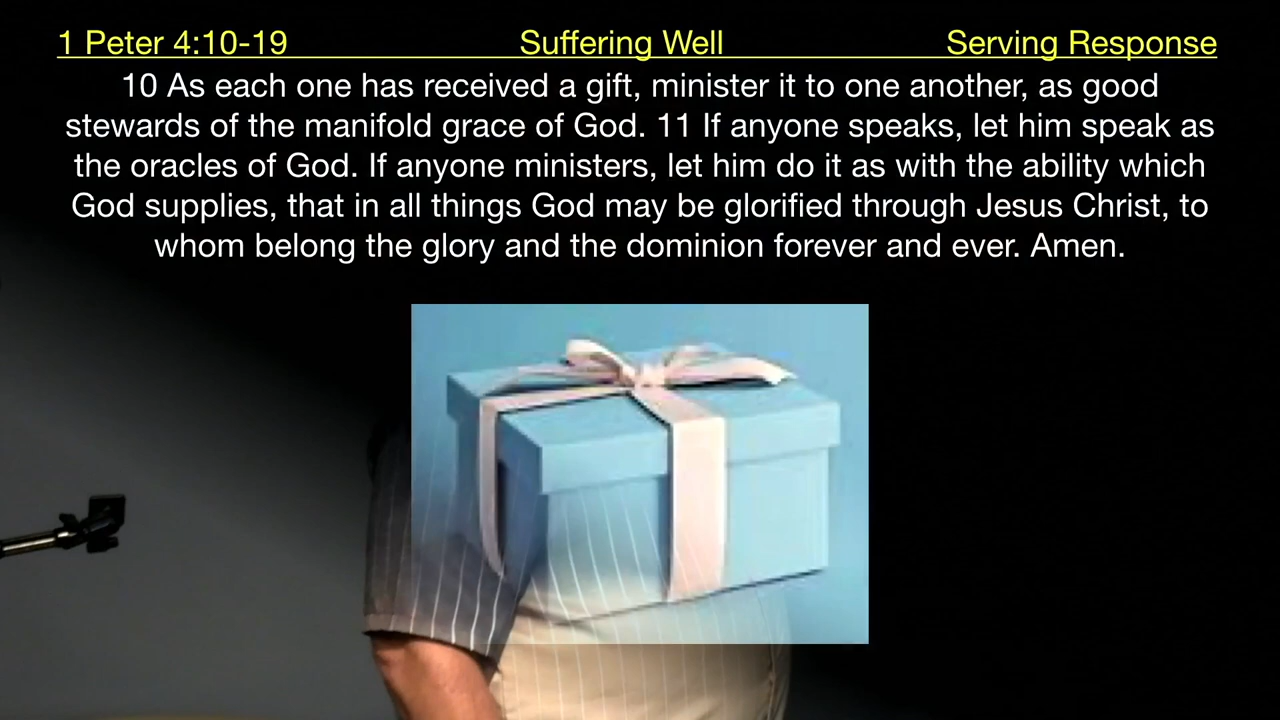 1 Peter 4:10-19 Suffering Well Serving Response
10 As each one has received a gift, minister it to one another, as good
stewards of the manifold grace of God. 11 If anyone speaks, let him speak as
the oracles of God. If anyone ministers, let him do it as with the ability which
God supplies, that in all things God may be glorified through Jesus Christ, to
whom belong the glory and the dominion forever and ever. Amen.